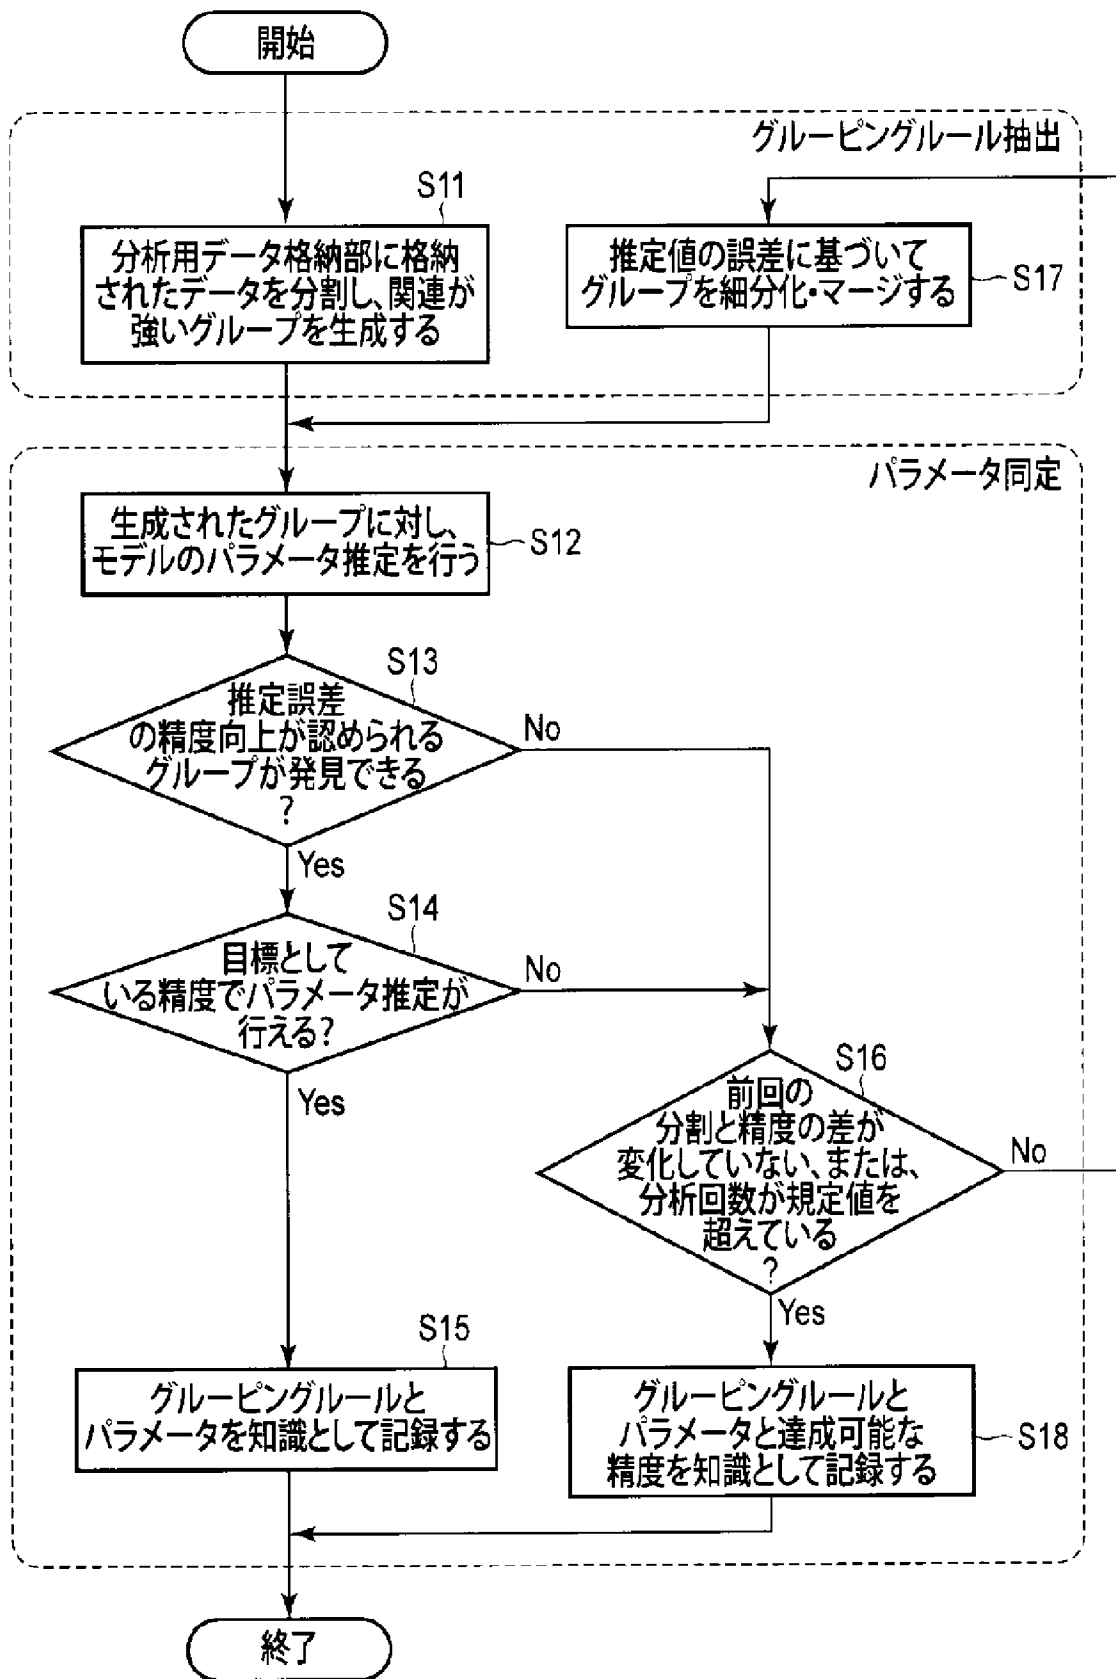 開始
グルーピングルール抽出
S11
分析用データ格納部に格納
されたデータを分割し、関連が
強いグループを生成する
推定値の誤差に基づいて
グループを細分化・マージする
S17
パラメータ同定
生成されたグループに対し、
モデルのパラメータ推定を行う
S12
S13
推定誤差
の精度向上が認められる
グループが発見できる
?
No
Yes
S14
目標として
いる精度でパラメータ推定が
行える?
No
Yes
S16
前回の
分割と精度の差が
変化していない、または、
分析回数が規定値を
超えている
?
No
Yes
S15
グルーピングルールと
パラメータを知識として記録する
グルーピングルールと
パラメータと達成可能な
精度を知識として記録する
S18
終了